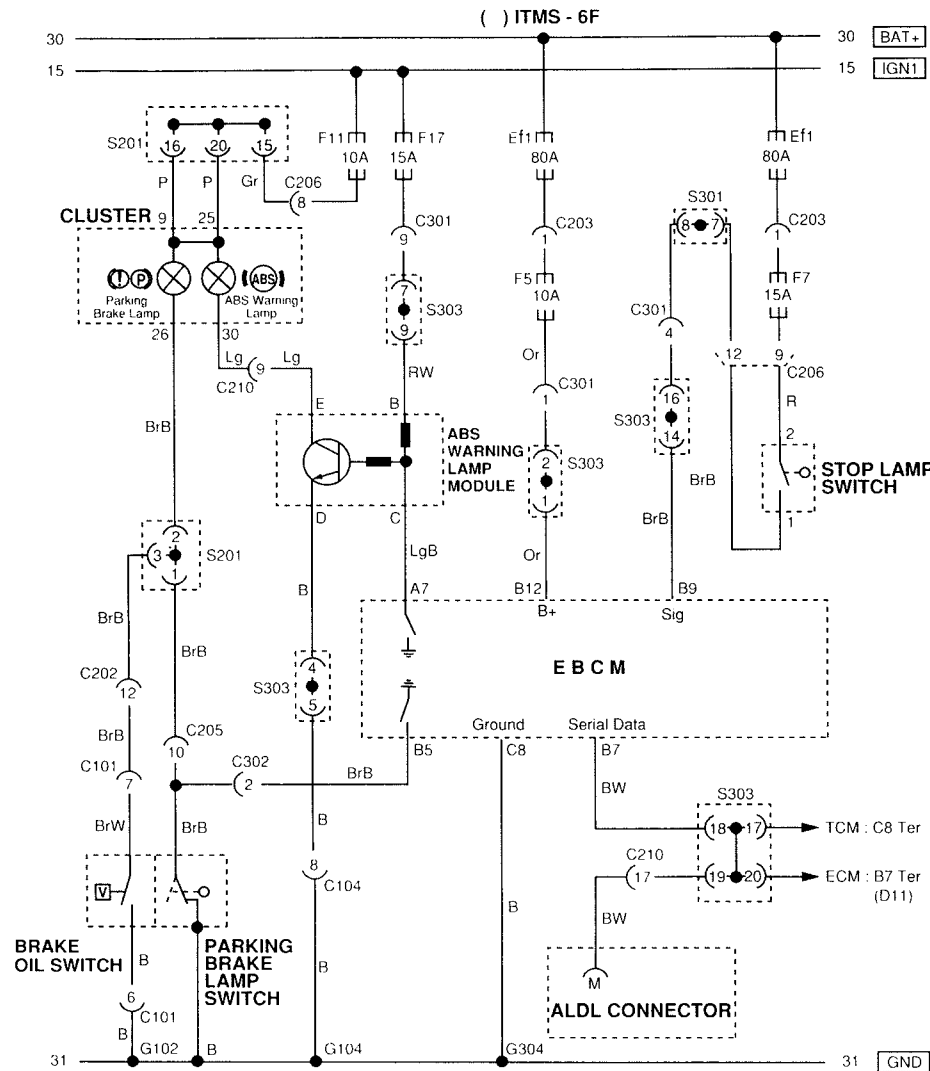 ( ) ITMS - 6F
30
30 BAT+
15
15 IGN1
S201
16 20 15
F11
10A
F17
15A
Ef1
80A
Ef1
80A
P P Gr
C206
8
S301
8 7
CLUSTER
9 25
C301
9
C203
1
C203
1
(!) P
Parking
Brake Lamp
(ABS)
ABS Warning
Lamp
7
S303
9
F5
10A
F7
15A
26 30
Lg
9
Lg
C210
C301
4
12 9
C206
RW
Or
C301
1
R
E B
BrB
ABS
WARNING
LAMP
MODULE
16
S303
14
2
S303
1
2
STOP LAMP
SWITCH
1
BrB
BrB
D C
2
3
1
S201
LgB
Or
B
A7
B12
B9
B+
Sig
BrB
BrB
E B C M
C202
12
4
S303
5
Ground
Serial Data
BrB
C205
10
B5
C8
B7
C101
7
C302
2
BrB
BW
S303
18 17
TCM : C8 Ter
BrW
BrB
B
8
C104
C210
17
19 20
ECM : B7 Ter
(D11)
V
B
BW
BRAKE
OIL SWITCH
B
PARKING
BRAKE
LAMP
SWITCH
B
M
ALDL CONNECTOR
6
C101
B
G102
B
G104
G304
31
31 GND